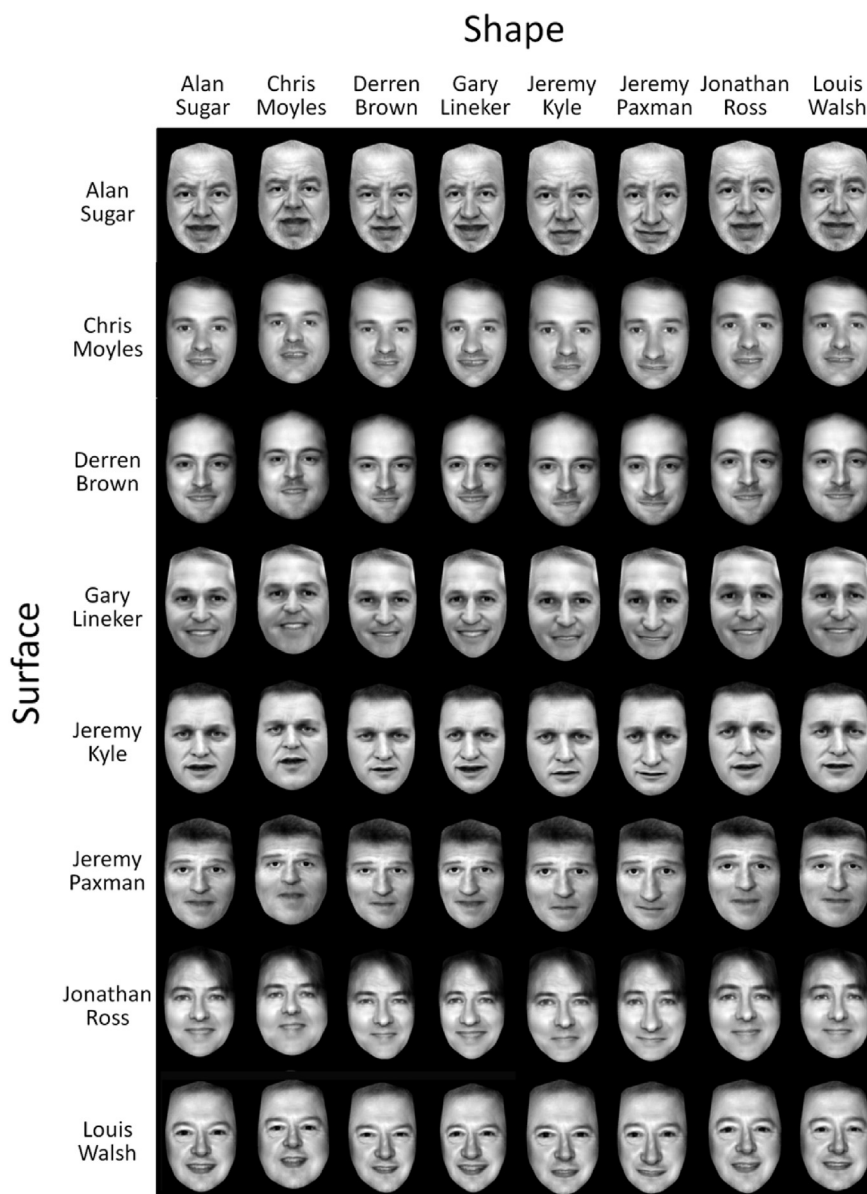 Shape
Alan Chris Derren Gary Jeremy Jeremy Jonathan Louis
Sugar Moyles Brown Lineker Kyle Paxman Ross Walsh
Alan
Sugar
Chris
Moyles
Derren
Brown
Gary
Lineker
Surface
Jeremy
Kyle
Jeremy
Paxman
Jonathan
Ross
Louis
Walsh